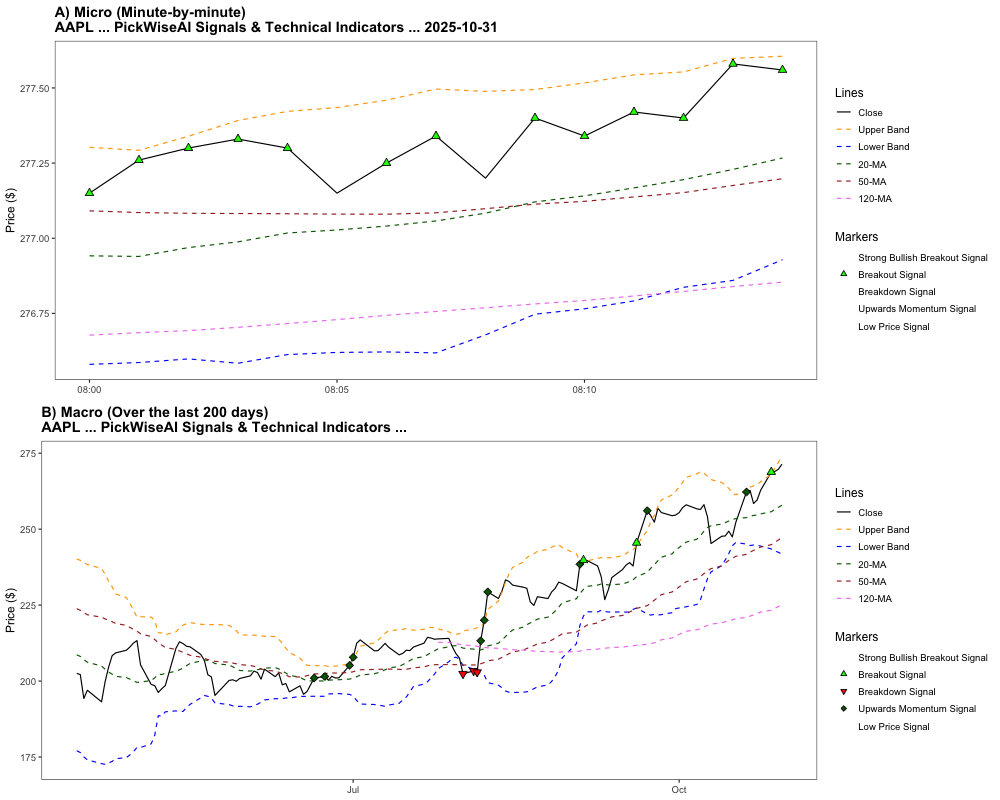 A) Micro (Minute-by-minute)
AAPL ... PickWiseAI Signals & Technical Indicators ... 2025-10-31
Price ($)
277.50
277.25
277.00
276.75
08:00
08:05
08:10
Lines
Close
Upper Band
Lower Band
20-MA
50-MA
120-MA
Markers
Strong Bullish Breakout Signal
Breakout Signal
Breakdown Signal
Upwards Momentum Signal
Low Price Signal
B) Macro (Over the last 200 days)
AAPL ... PickWiseAI Signals & Technical Indicators ...
Price ($)
275
250
225
200
175
Jul
Oct
Lines
Close
Upper Band
Lower Band
20-MA
50-MA
120-MA
Markers
Strong Bullish Breakout Signal
Breakout Signal
Breakdown Signal
Upwards Momentum Signal
Low Price Signal